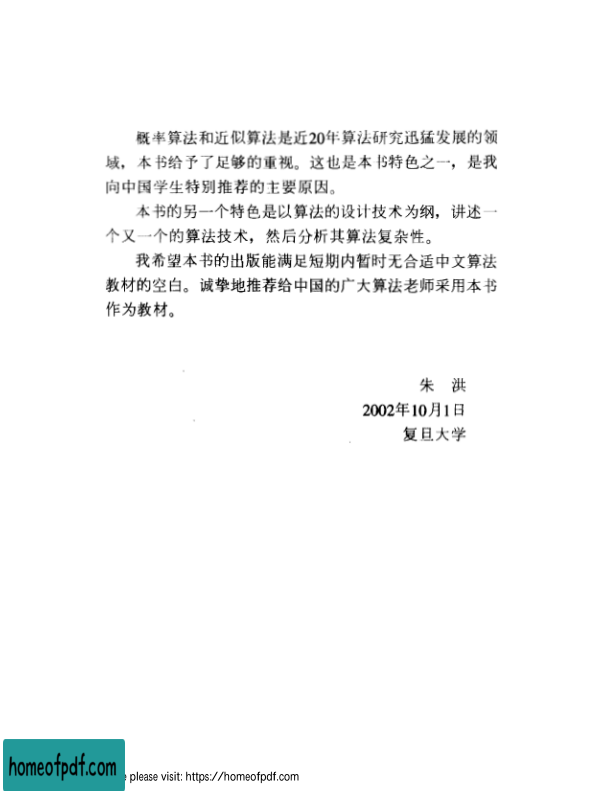 概率算法和近似算法是近20年算法研究迅猛发展的领
域，本书给予了足够的重视。这也是本书特色之一，是我
向中国学生特别推荐的主要原因。
本书的另一个特色是以算法的设计技术为纲，讲述一
个又一个的算法技术，然后分析其算法复杂性。
我希望本书的出版能满足短期内暂时无合适中文算法
教材的空白。诚挚地推荐给中国的广大算法老师采用本书
作为教材。
朱 洪
2002年10月1日
复旦大学
homeofpdf.com
e please visit: https://homeofpdf.com